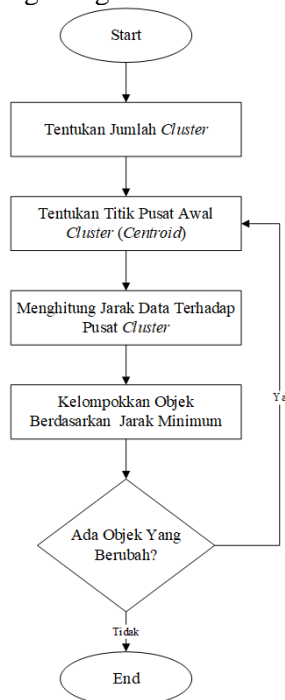 Start
Tentukan Jumlah Cluster
Tentukan Titik Pusat Awal
Cluster (Centroid)
Menghitung Jarak Data Terhadap
Pusat Cluster
Kelompokkan Objek
Berdasarkan Jarak Minimum
Ya
Ada Objek Yang
Berubah?
Tidak
End